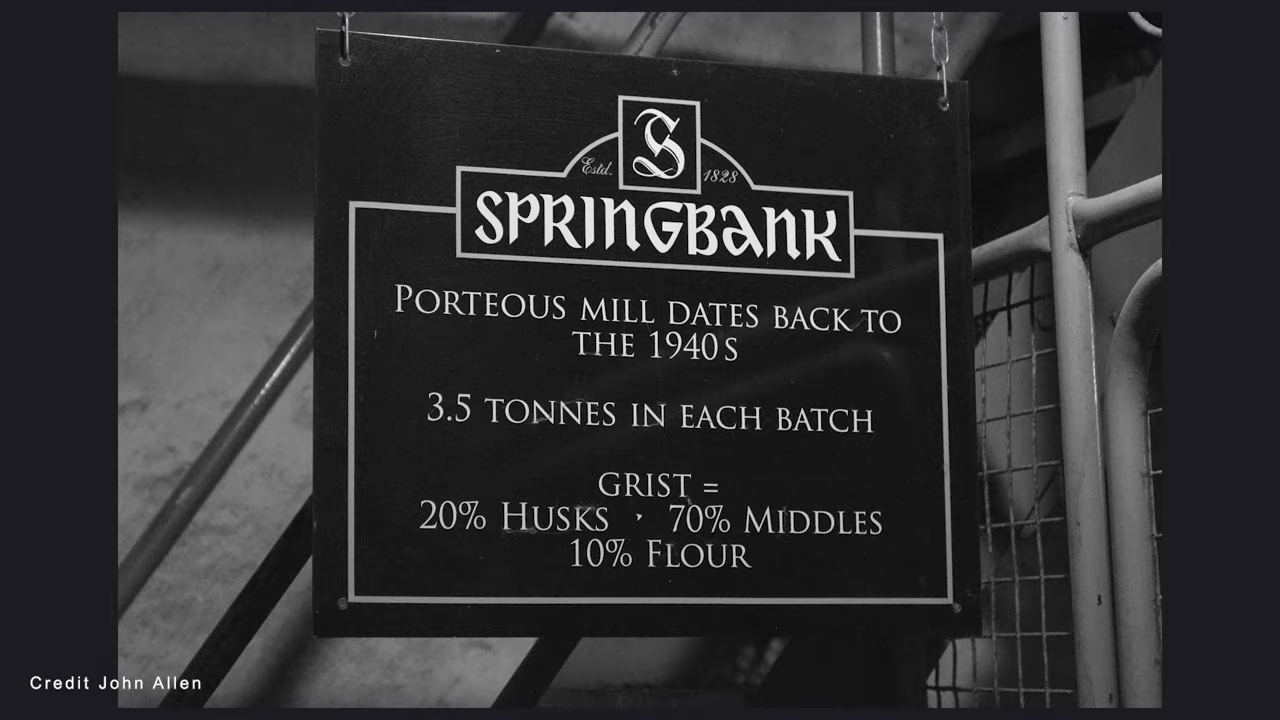 S
Estd. 1828
SPRINGBANK
PORTEOUS MILL DATES BACK TO
THE 1940S
3.5 TONNES IN EACH BATCH
GRIST =
20% HUSKS · 70% MIDDLES
10% FLOUR
Credit John Allen